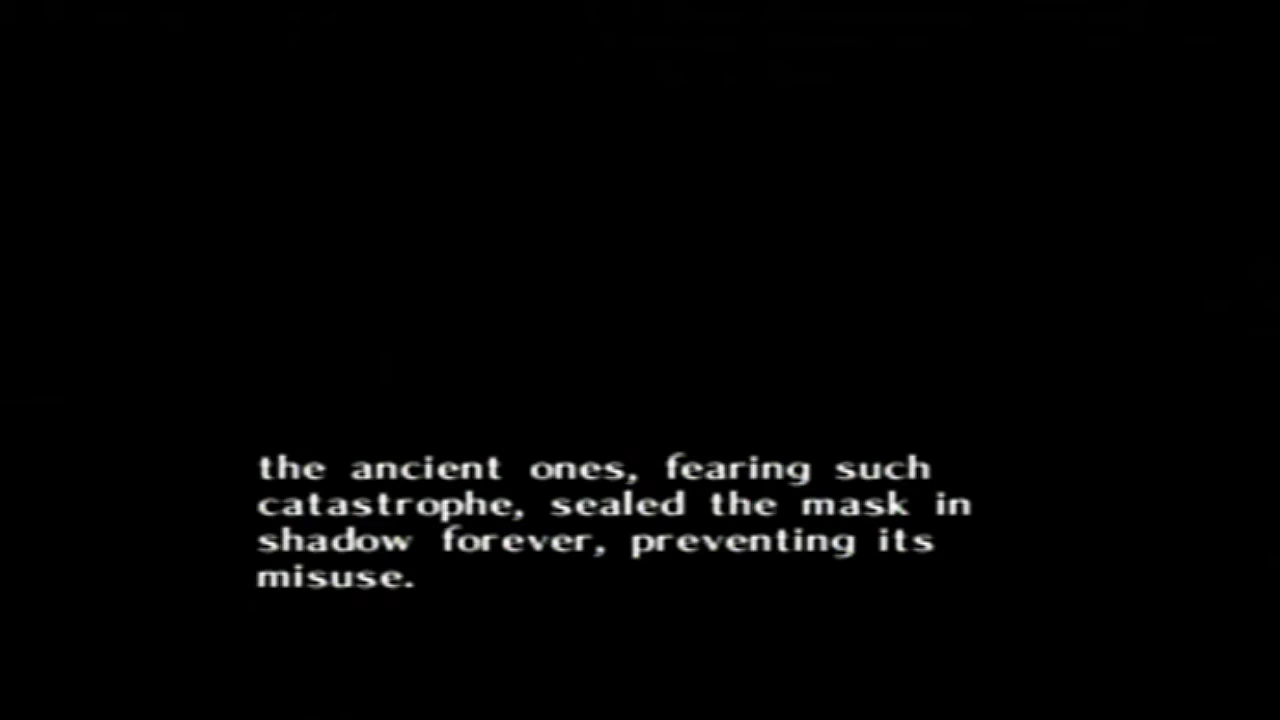 the ancient ones, fearing such
catastrophe, sealed the mask in
shadow forever, preventing its
misuse.